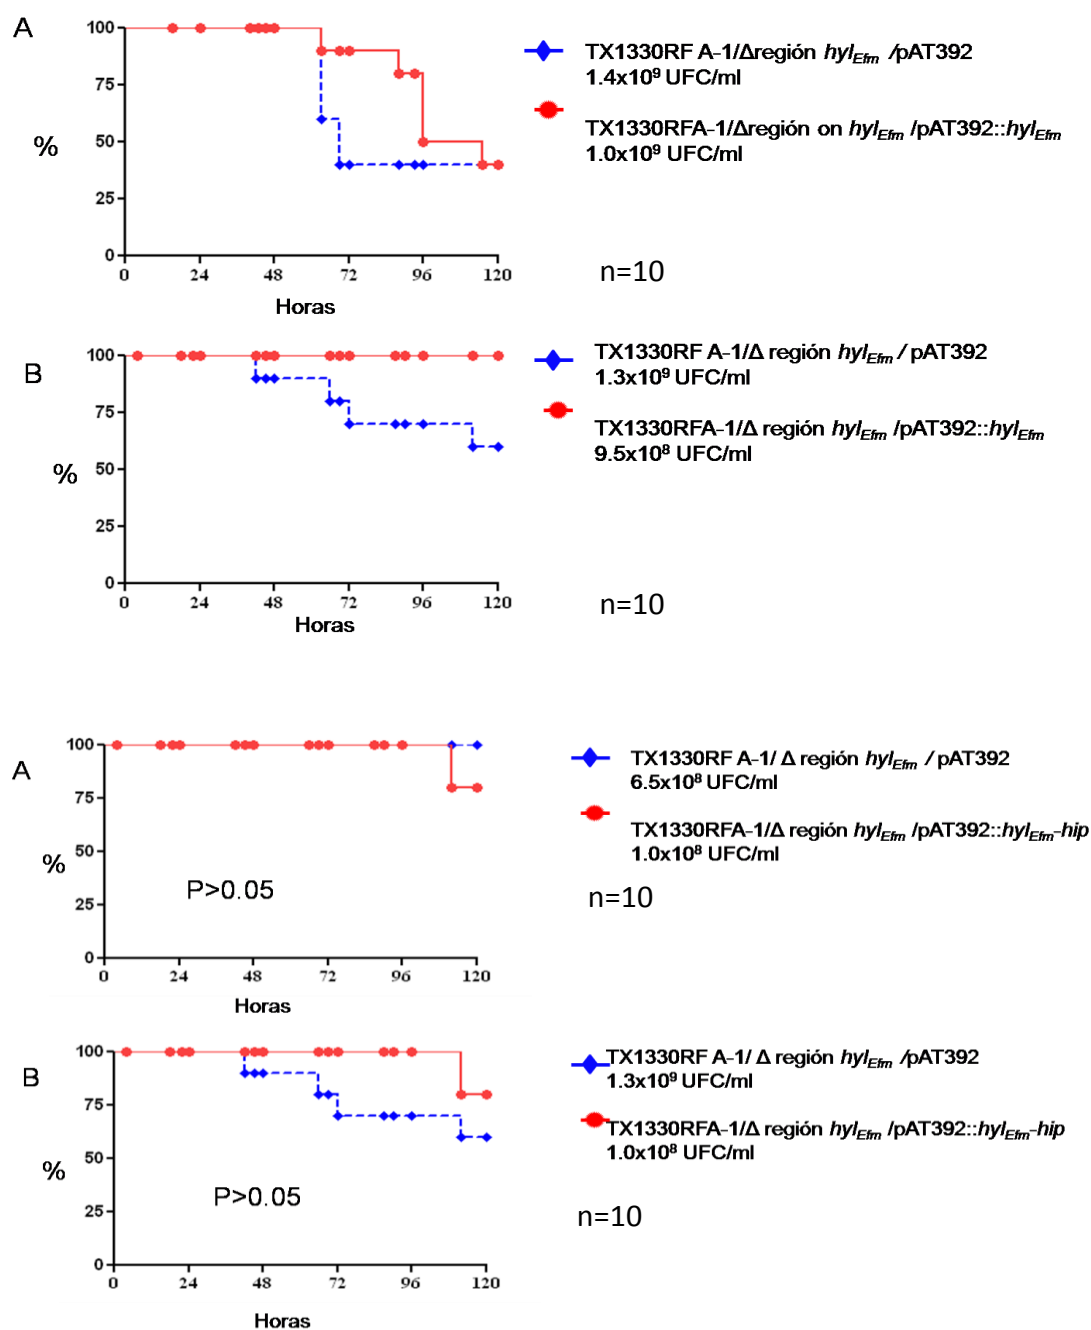 A
100
75
50
25
0
%
0 24 48 72 96 120
Horas
TX1330RF A-1/Δregión hylEfm /pAT392
1.4x10⁹ UFC/ml
TX1330RFA-1/Δregión on hylEfm /pAT392::hylEfm
1.0x10⁹ UFC/ml
n=10
B
100
75
50
25
0
%
0 24 48 72 96 120
Horas
TX1330RF A-1/Δ región hylEfm / pAT392
1.3x10⁹ UFC/ml
TX1330RFA-1/Δ región hylEfm /pAT392::hylEfm
9.5x10⁸ UFC/ml
n=10
A
100
75
50
25
0
%
P>0.05
0 24 48 72 96 120
Horas
TX1330RF A-1/ Δ región hylEfm / pAT392
6.5x10⁸ UFC/ml
TX1330RFA-1/Δ región hylEfm /pAT392::hylEfm-hip
1.0x10⁸ UFC/ml
n=10
B
100
75
50
25
0
%
P>0.05
0 24 48 72 96 120
Horas
TX1330RF A-1/ Δ región hylEfm /pAT392
1.3x10⁹ UFC/ml
TX1330RFA-1/Δ región hylEfm /pAT392::hylEfm-hip
1.0x10⁸ UFC/ml
n=10